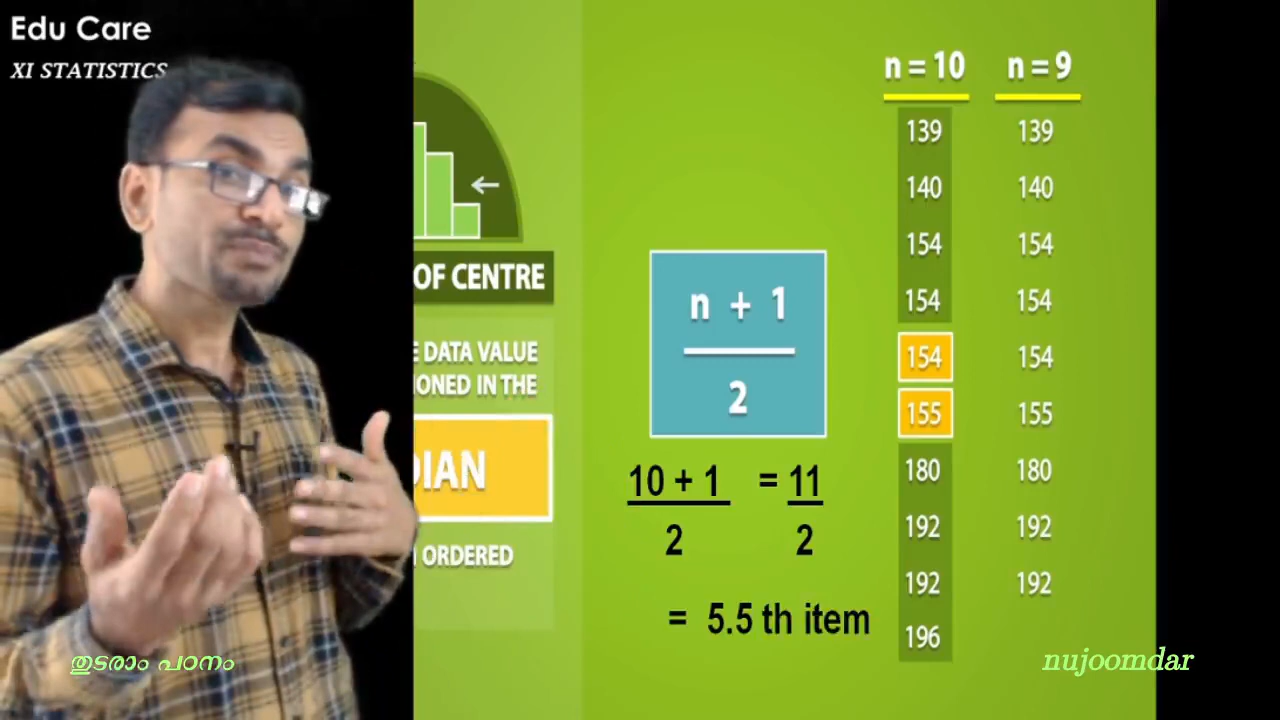 Edu Care
XI STATISTICS
OF CENTRE
DATA VALUE
IN THE
ORDERED
n + 1
2
10 + 1 = 11
2 2
= 5.5 th item
n = 10 n = 9
139 139
140 140
154 154
154 154
154 154
155 155
180 180
192 192
192 192
196
തുടരാം പഠനം
nujoomdar